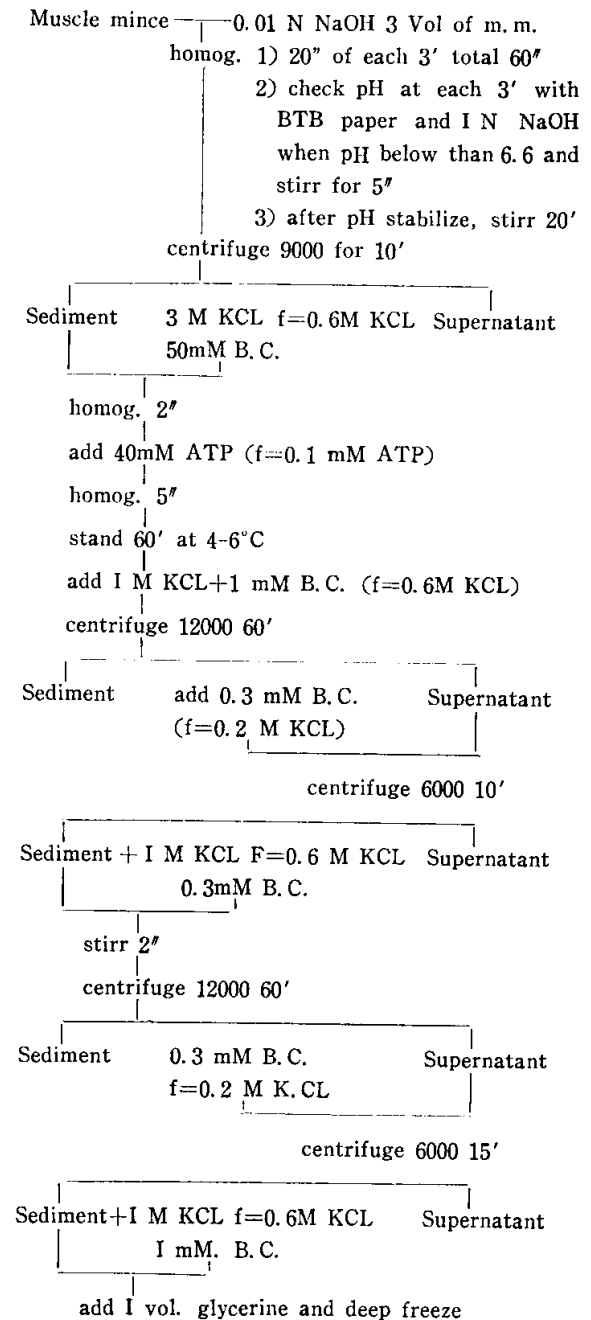 Muscle mince 0.01 N NaOH 3 Vol of m.m.
homog. 1) 20" of each 3' total 60"
2) check pH at each 3' with
BTB paper and I N NaOH
when pH below than 6.6 and
stirr for 5"
3) after pH stabilize, stirr 20'
centrifuge 9000 for 10'
Sediment 3 M KCL f=0.6M KCL Supernatant
50mM B.C.
homog. 2"
add 40mM ATP (f=0.1 mM ATP)
homog. 5"
stand 60' at 4-6°C
add I M KCL+1 mM B.C. (f=0.6M KCL)
centrifuge 12000 60'
Sediment add 0.3 mM B.C. Supernatant
(f=0.2 M KCL)
centrifuge 6000 10'
Sediment + I M KCL F=0.6 M KCL Supernatant
0.3mM B.C.
stirr 2"
centrifuge 12000 60'
Sediment 0.3 mM B.C. Supernatant
f=0.2 M K.CL
centrifuge 6000 15'
Sediment+I M KCL f=0.6M KCL Supernatant
I mM. B.C.
add I vol. glycerine and deep freeze